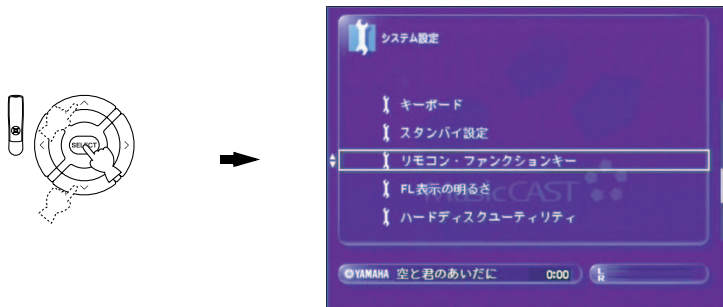 SELECT
システム設定
キーボード
スタンバイ設定
リモコン・ファンクションキー
FL表示の明るさ
MusicCAST
ハードディスクユーティリティ
YAMAHA 空と君のあいだに 0:00 L
R